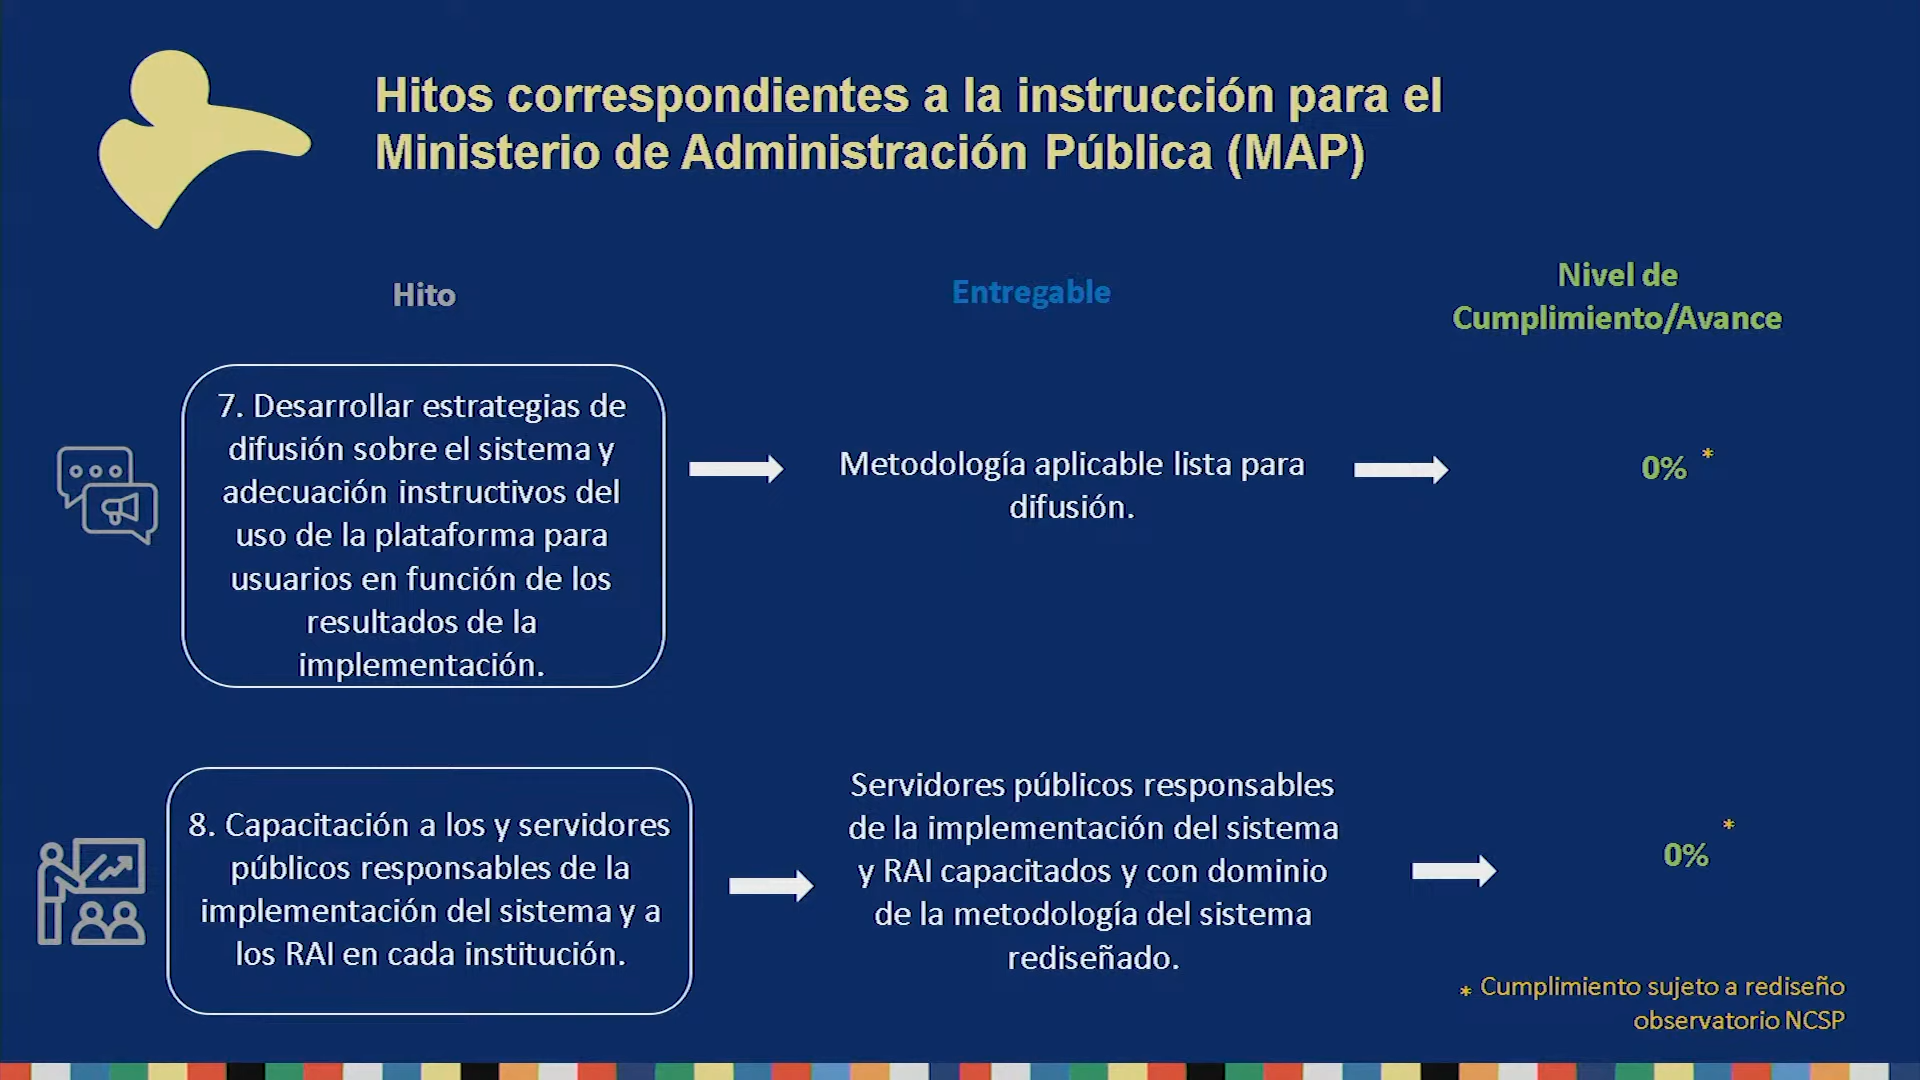 Hitos correspondientes a la instrucción para el
Ministerio de Administración Pública (MAP)
Hito
Entregable
Nivel de
Cumplimiento/Avance
7. Desarrollar estrategias de
difusión sobre el sistema y
adecuación instructivos del
uso de la plataforma para
usuarios en función de los
resultados de la
implementación.
Metodología aplicable lista para
difusión.
0% *
8. Capacitación a los y servidores
públicos responsables de la
implementación del sistema y a
los RAI en cada institución.
Servidores públicos responsables
de la implementación del sistema
y RAI capacitados y con dominio
de la metodología del sistema
rediseñado.
0% *
* Cumplimiento sujeto a rediseño
observatorio NCSP